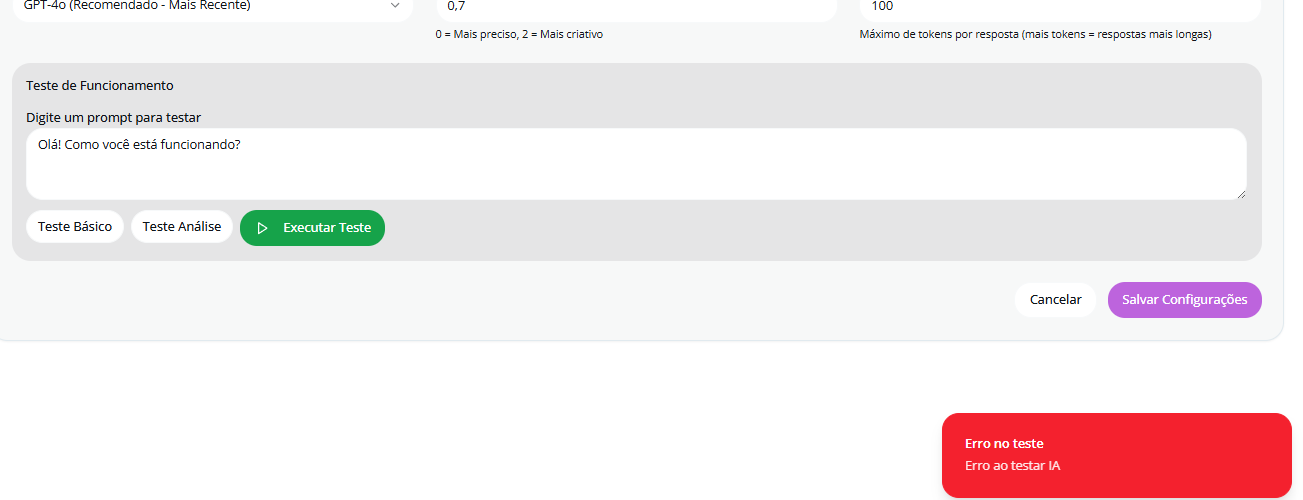 GPT-4o (Recomendado - Mais Recente)
0,7
100
0 = Mais preciso, 2 = Mais criativo
Máximo de tokens por resposta (mais tokens = respostas mais longas)
Teste de Funcionamento
Digite um prompt para testar
Olá! Como você está funcionando?
Teste Básico
Teste Análise
Executar Teste
Cancelar
Salvar Configurações
Erro no teste
Erro ao testar IA